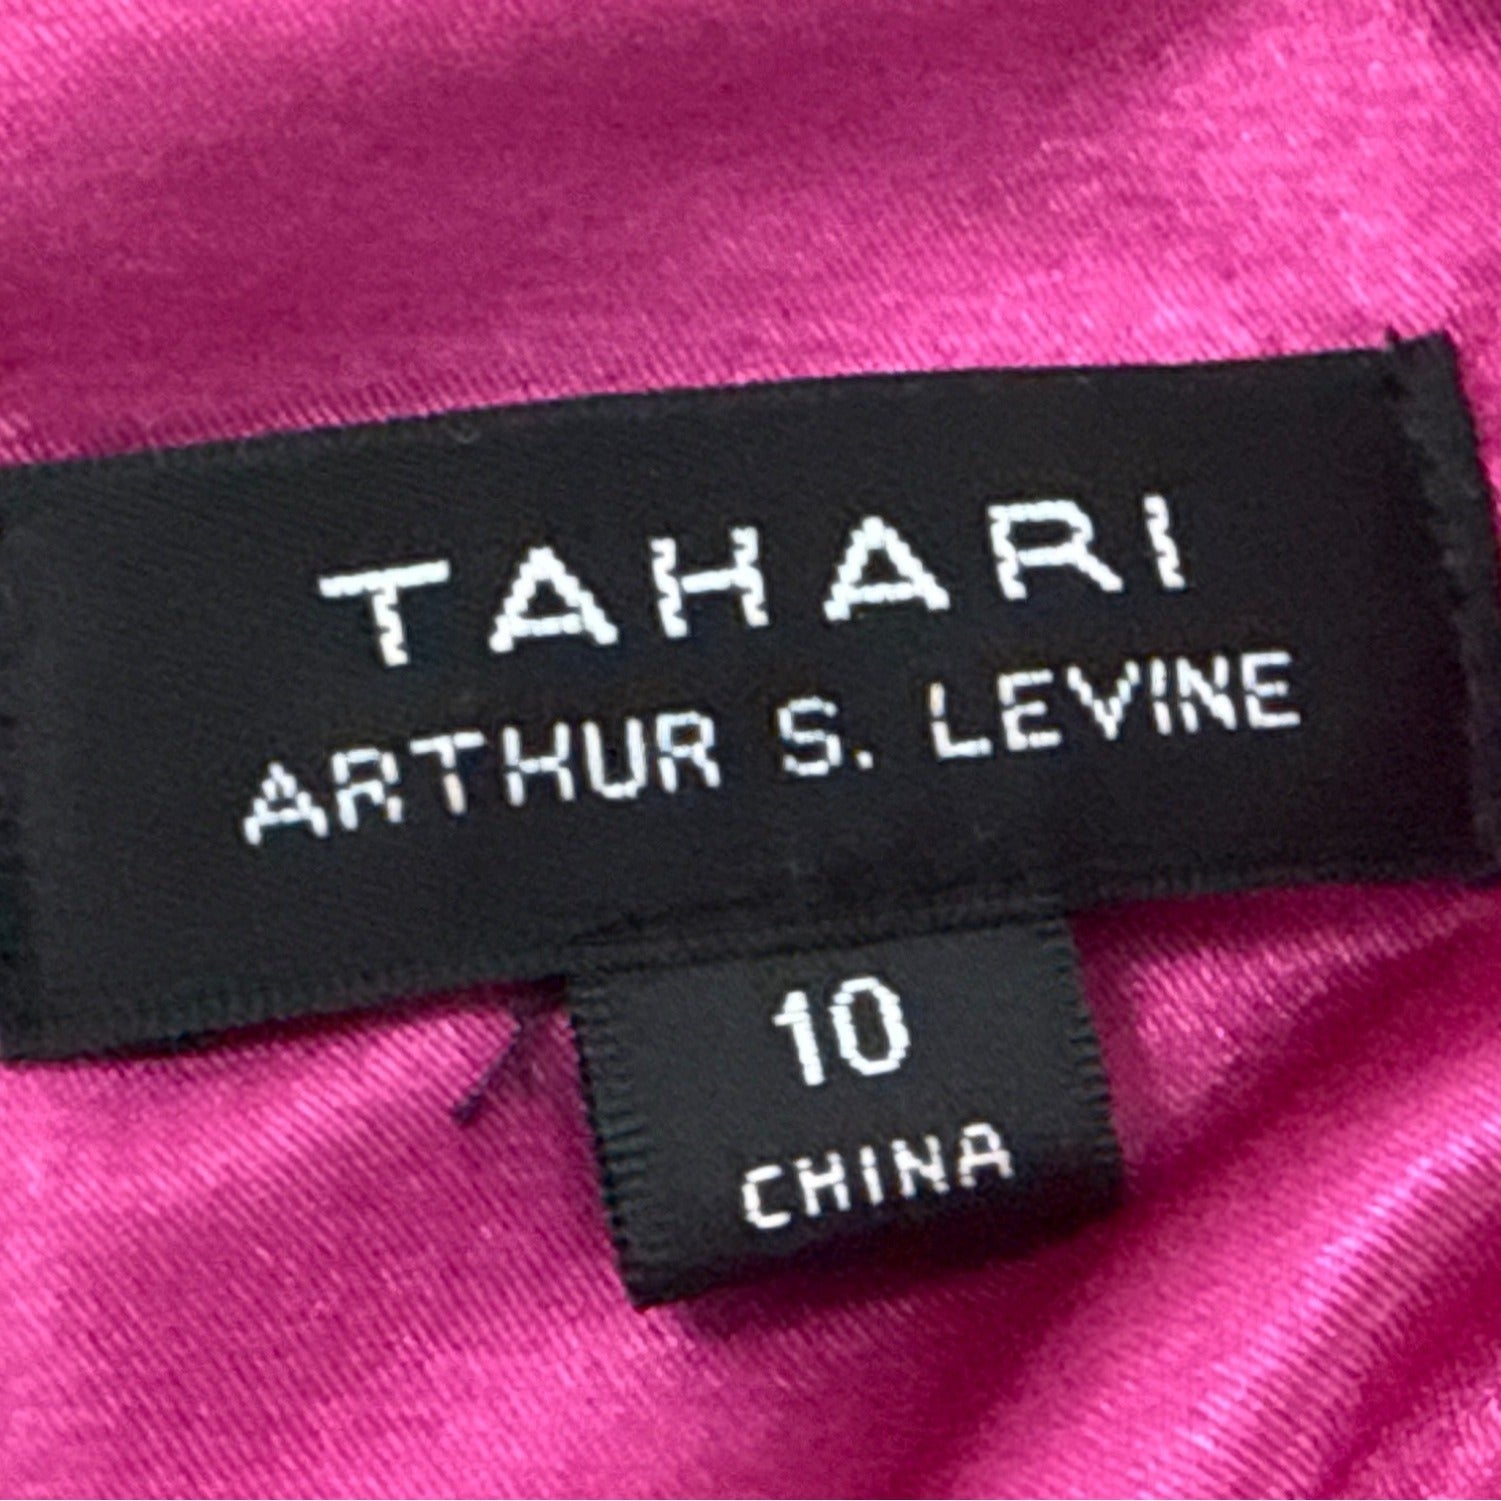 TAHARI
ARTHUR S. LEVINE
10
CHINA